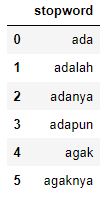 stopword
0 ada
1 adalah
2 adanya
3 adapun
4 agak
5 agaknya